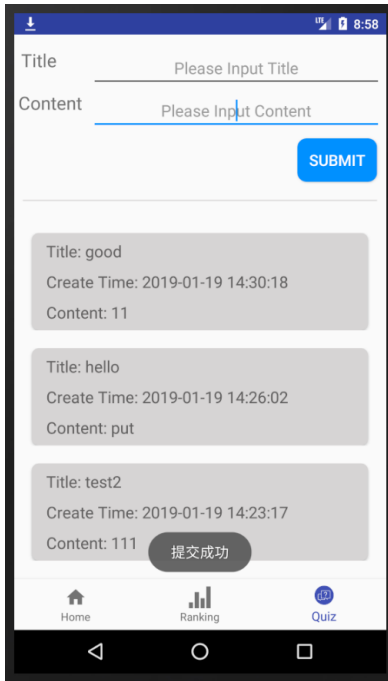 LTE 8:58
Title Please Input Title
Content Please Input Content
SUBMIT
Title: good
Create Time: 2019-01-19 14:30:18
Content: 11
Title: hello
Create Time: 2019-01-19 14:26:02
Content: put
Title: test2
Create Time: 2019-01-19 14:23:17
Content: 111
提交成功
Home Ranking Quiz